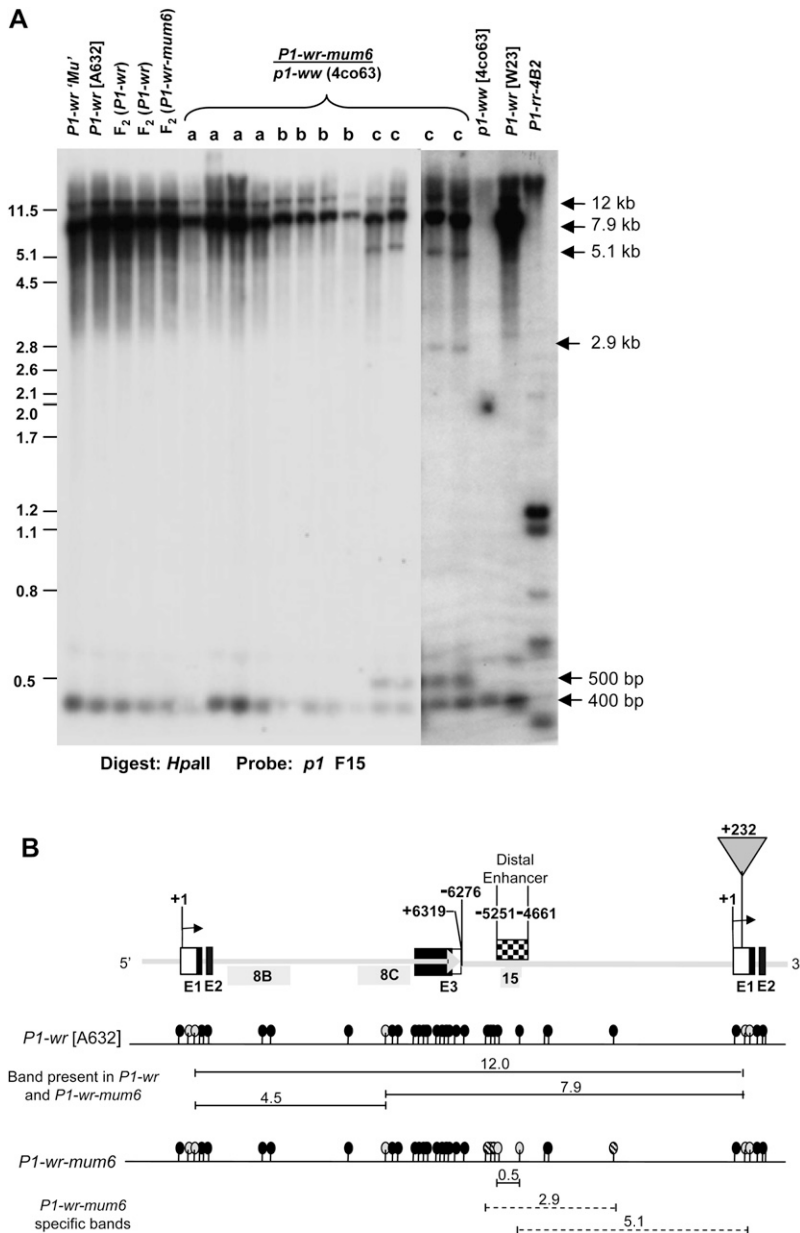 A
P1-wr 'Mu'
P1-wr [A632]
F2 (P1-wr)
F2 (P1-wr)
F2 (P1-wr-mum6)
P1-wr-mum6
p1-ww (4co63)
p1-ww [4co63]
P1-wr [W23]
P1-rr-4B2
a a a a b b b b c c c c
11.5
5.1
4.5
2.8
2.6
2.1
2.0
1.7
1.2
1.1
0.8
0.5
12 kb
7.9 kb
5.1 kb
2.9 kb
500 bp
400 bp
Digest: HpaII Probe: p1 F15
B
+232
Distal
Enhancer
-6276
+6319
-5251-4661
+1
+1
5'
3
E1 E2
8B
8C
E3
15
E1 E2
P1-wr [A632]
12.0
Band present in P1-wr
and P1-wr-mum6
4.5
7.9
P1-wr-mum6
0.5
P1-wr-mum6
specific bands
2.9
5.1